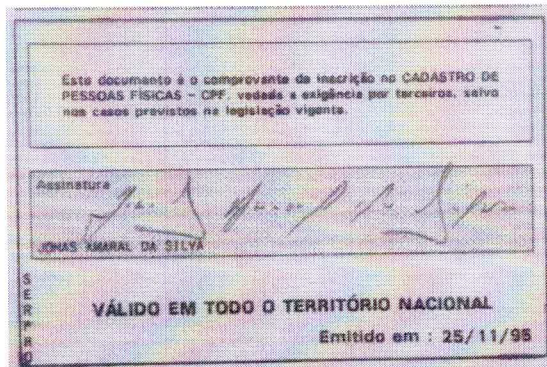 Este documento é o comprovante de inscrição no CADASTRO DE
PESSOAS FÍSICAS – CPF, vedada a exigência por terceiros, salvo
nos casos previstos na legislação vigente.
Assinatura
JONAS AMARAL DA SILVA
SERPRO
VÁLIDO EM TODO O TERRITÓRIO NACIONAL
Emitido em : 25/11/95